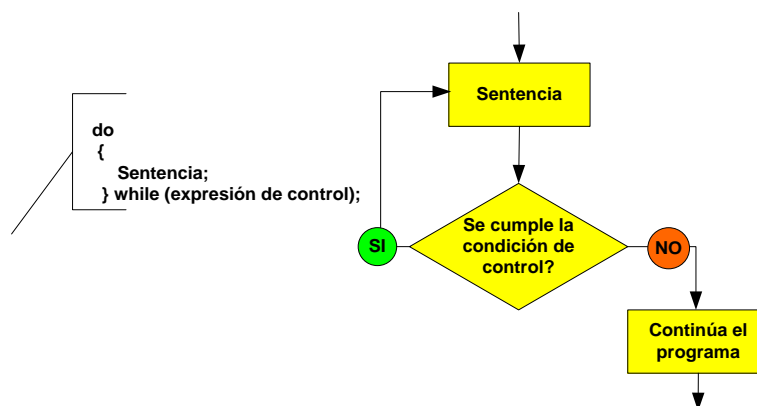 do
{
Sentencia;
} while (expresión de control);
Sentencia
Se cumple la
condición de
control?
SI
NO
Continúa el
programa